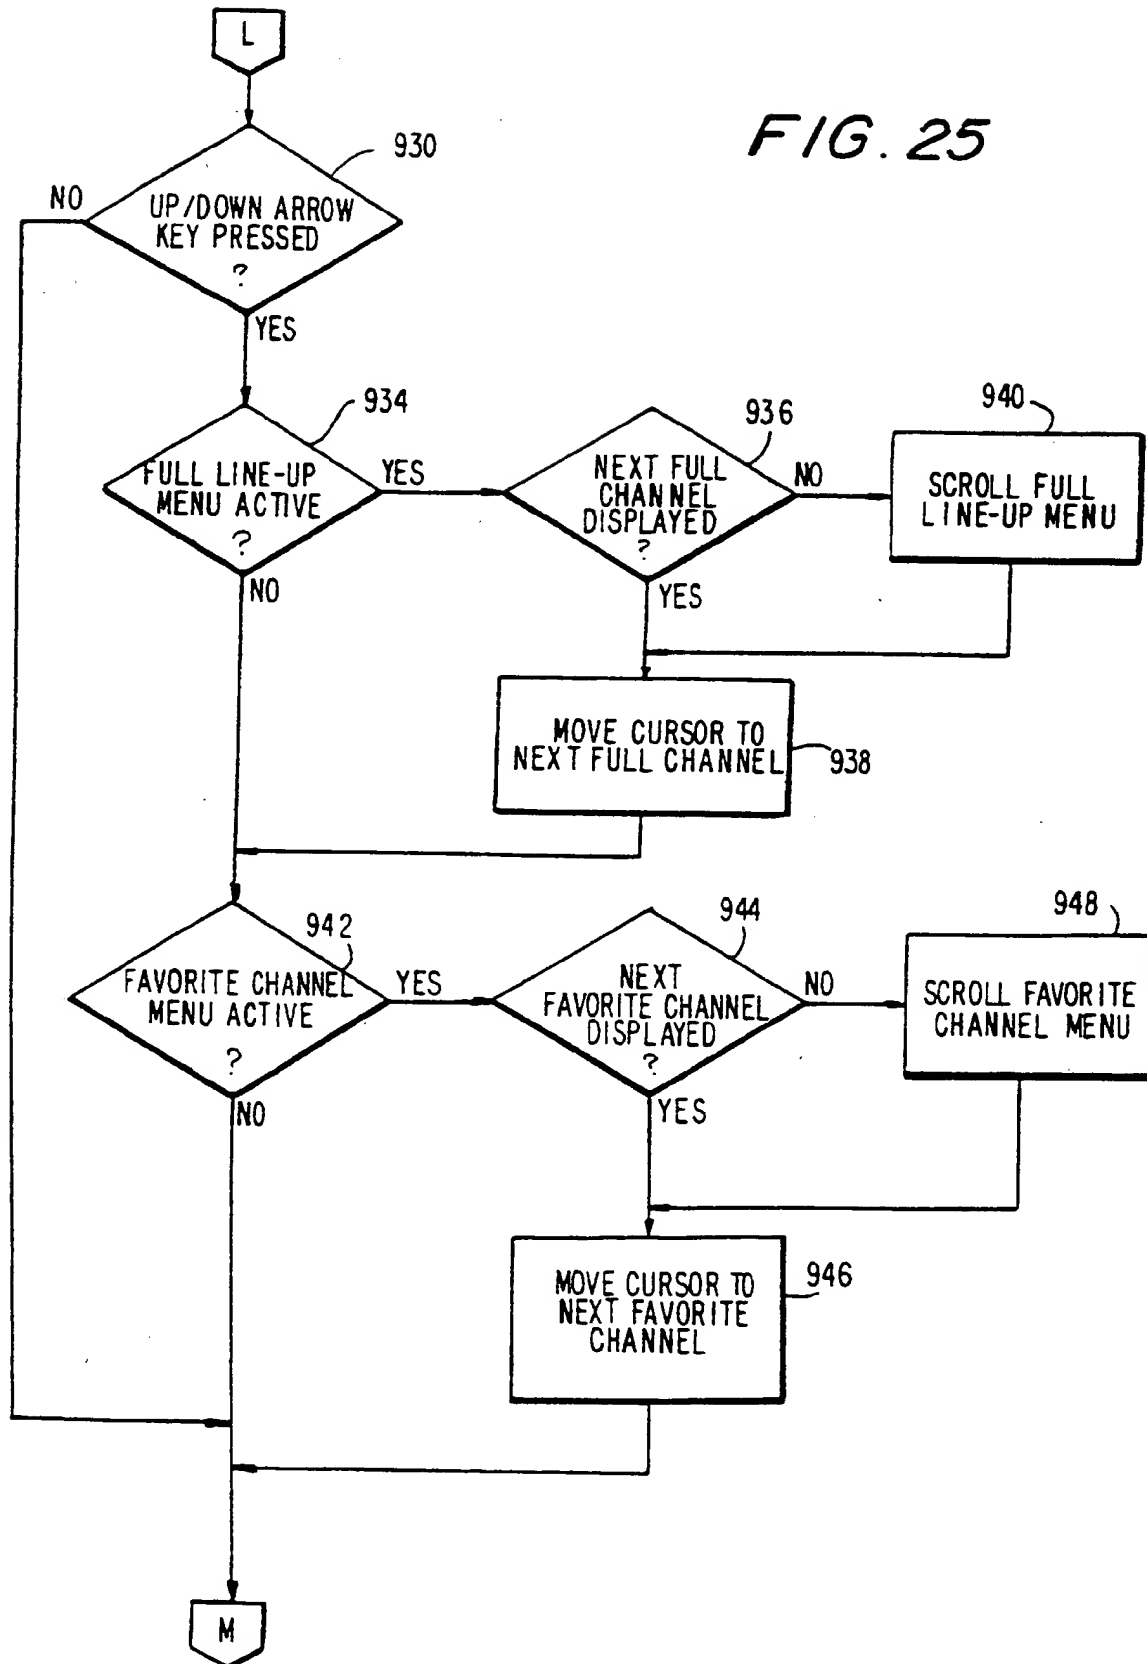 L
FIG. 25
930
NO
UP/DOWN ARROW
KEY PRESSED
?
YES
934
FULL LINE-UP
MENU ACTIVE
?
YES
NO
936
NEXT FULL
CHANNEL
DISPLAYED
?
NO
YES
940
SCROLL FULL
LINE-UP MENU
MOVE CURSOR TO
NEXT FULL CHANNEL
938
942
FAVORITE CHANNEL
MENU ACTIVE
?
YES
NO
944
NEXT
FAVORITE CHANNEL
DISPLAYED
?
NO
YES
948
SCROLL FAVORITE
CHANNEL MENU
MOVE CURSOR TO
NEXT FAVORITE
CHANNEL
946
M